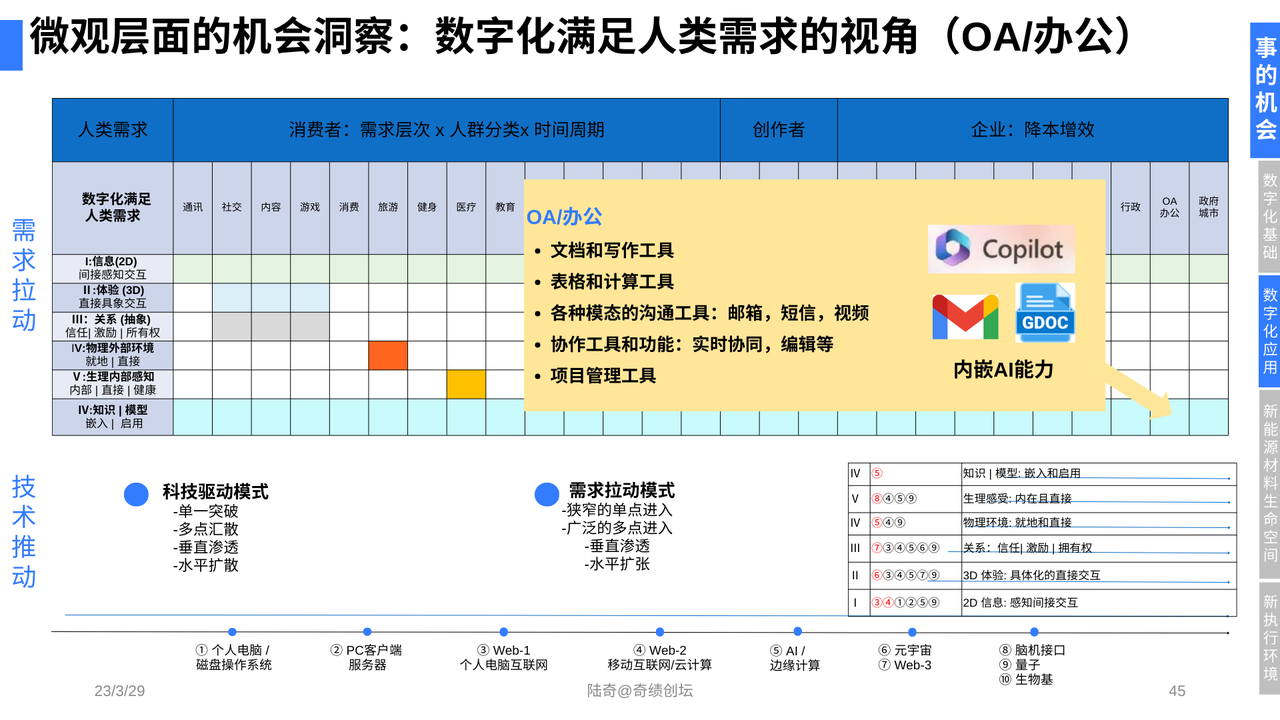 微观层面的机会洞察：数字化满足人类需求的视角（OA/办公）
人类需求
消费者：需求层次 x 人群分类x 时间周期
创作者
企业：降本增效
数字化满足
人类需求
通讯
社交
内容
游戏
消费
旅游
健身
医疗
教育
行政
OA
办公
政府
城市
I:信息(2D)
间接感知交互
II :体验 (3D)
直接具象交互
III：关系 (抽象)
信任| 激励 | 所有权
IV:物理外部环境
就地 | 直接
V :生理内部感知
内部 | 直接 | 健康
IV:知识 | 模型
嵌入 | 启用
OA/办公
• 文档和写作工具
• 表格和计算工具
• 各种模态的沟通工具：邮箱，短信，视频
• 协作工具和功能：实时协同，编辑等
• 项目管理工具
Copilot
GDOC
内嵌AI能力
需求拉动
技术推动
科技驱动模式
-单一突破
-多点汇散
-垂直渗透
-水平扩散
需求拉动模式
-狭窄的单点进入
-广泛的多点进入
-垂直渗透
-水平扩张
IV ⑤ 知识 | 模型: 嵌入和启用
V ⑧④⑤⑨ 生理感受: 内在且直接
IV ⑤④⑨ 物理环境: 就地和直接
III ⑦③④⑤⑥⑨ 关系：信任| 激励 | 拥有权
II ⑥③④⑤⑦⑨ 3D 体验: 具体化的直接交互
I ③④①②⑤⑨ 2D 信息: 感知间接交互
① 个人电脑 /
磁盘操作系统
② PC客户端
服务器
③ Web-1
个人电脑互联网
④ Web-2
移动互联网/云计算
⑤ AI /
边缘计算
⑥ 元宇宙
⑦ Web-3
⑧ 脑机接口
⑨ 量子
⑩ 生物基
23/3/29
陆奇@奇绩创坛
45
事的机会
数字化基础
数字化应用
新能源材料生命空间
新执行环境